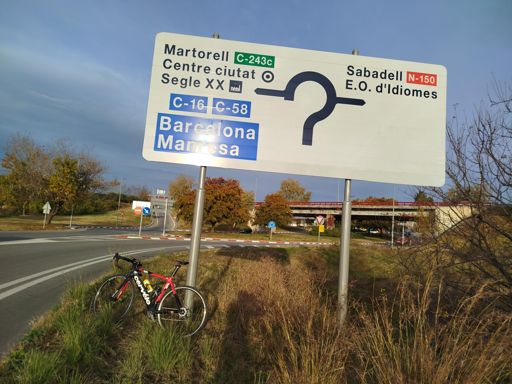 Martorell C-243c
Centre ciutat
Segle XX
C-16 C-58
Barcelona
Manresa
Sabadell N-150
E.O. d'Idiomes